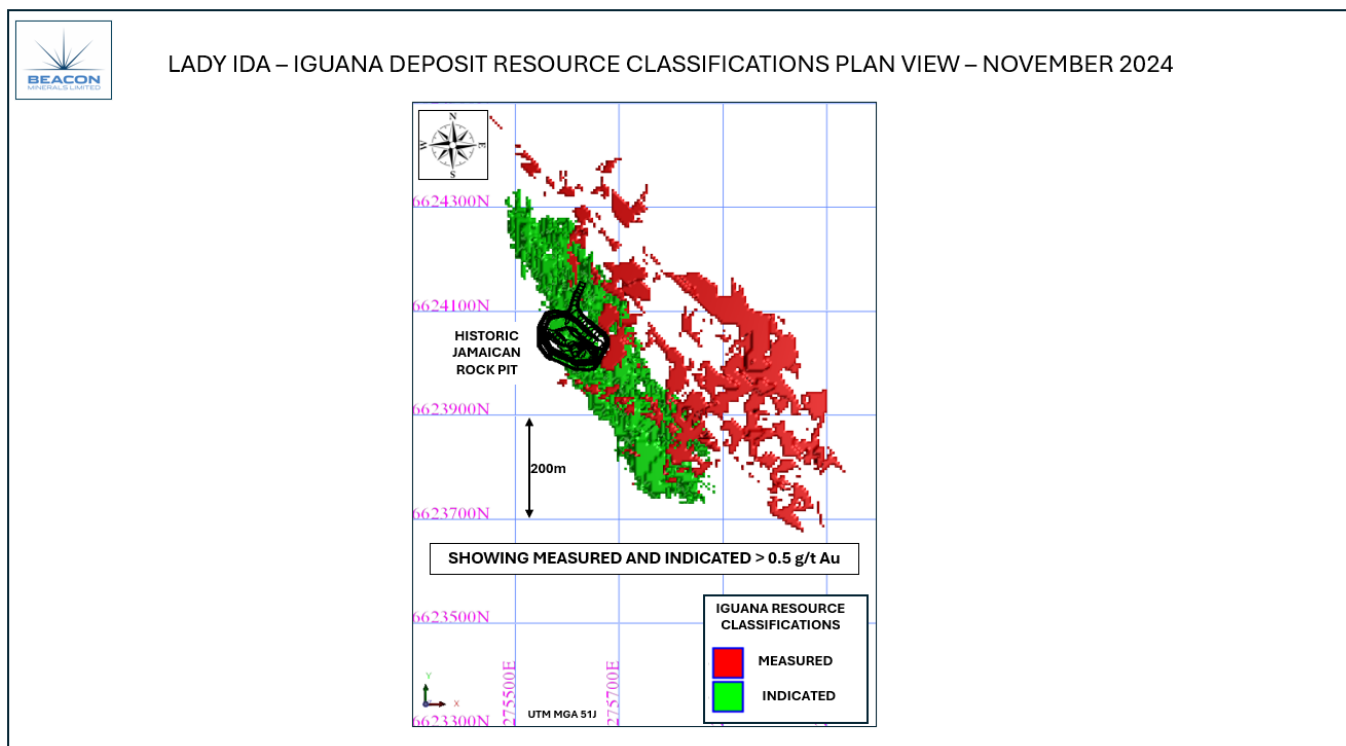 BEACON
MINERALS LIMITED
LADY IDA – IGUANA DEPOSIT RESOURCE CLASSIFICATIONS PLAN VIEW – NOVEMBER 2024
N
W
E
S
6624300N
6624100N
HISTORIC
JAMAICAN
ROCK PIT
6623900N
200m
6623700N
SHOWING MEASURED AND INDICATED > 0.5 g/t Au
6623500N
IGUANA RESOURCE
CLASSIFICATIONS
MEASURED
INDICATED
275500E
275700E
Y
X
UTM MGA 51J
6623300N